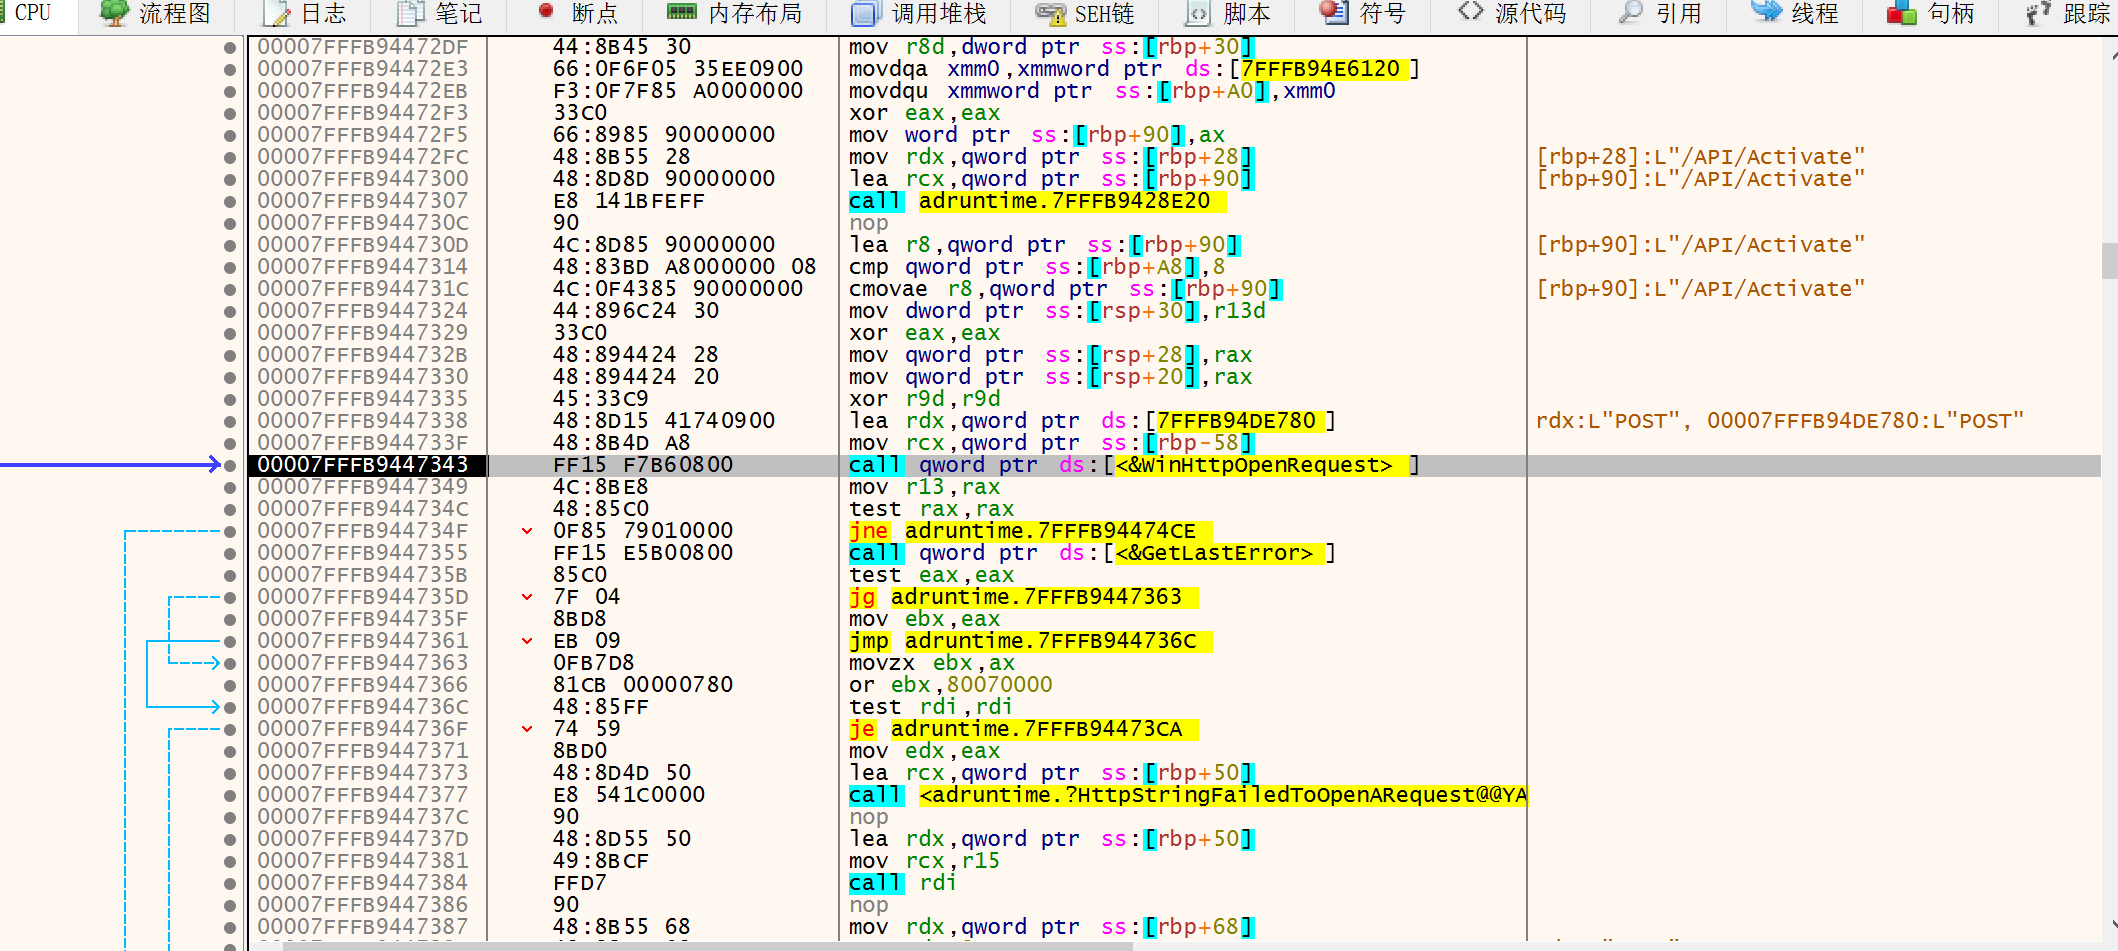 CPU 流程图 日志 笔记 断点 内存布局 调用堆栈 SEH链 脚本 符号 源代码 引用 线程 句柄 跟踪
00007FFFB94472DF 44:8B45 30 mov r8d,dword ptr ss:[rbp+30]
00007FFFB94472E3 66:0F6F05 35EE0900 movdqa xmm0,xmmword ptr ds:[7FFFB94E6120]
00007FFFB94472EB F3:0F7F85 A0000000 movdqu xmmword ptr ss:[rbp+A0],xmm0
00007FFFB94472F3 33C0 xor eax,eax
00007FFFB94472F5 66:8985 90000000 mov word ptr ss:[rbp+90],ax
00007FFFB94472FC 48:8B55 28 mov rdx,qword ptr ss:[rbp+28] [rbp+28]:L"/API/Activate"
00007FFFB9447300 48:8D8D 90000000 lea rcx,qword ptr ss:[rbp+90] [rbp+90]:L"/API/Activate"
00007FFFB9447307 E8 141BFEFF call adruntime.7FFFB9428E20
00007FFFB944730C 90 nop
00007FFFB944730D 4C:8D85 90000000 lea r8,qword ptr ss:[rbp+90] [rbp+90]:L"/API/Activate"
00007FFFB9447314 48:83BD A8000000 08 cmp qword ptr ss:[rbp+A8],8
00007FFFB944731C 4C:0F4385 90000000 cmovae r8,qword ptr ss:[rbp+90] [rbp+90]:L"/API/Activate"
00007FFFB9447324 44:896C24 30 mov dword ptr ss:[rsp+30],r13d
00007FFFB9447329 33C0 xor eax,eax
00007FFFB944732B 48:894424 28 mov qword ptr ss:[rsp+28],rax
00007FFFB9447330 48:894424 20 mov qword ptr ss:[rsp+20],rax
00007FFFB9447335 45:33C9 xor r9d,r9d
00007FFFB9447338 48:8D15 41740900 lea rdx,qword ptr ds:[7FFFB94DE780] rdx:L"POST", 00007FFFB94DE780:L"POST"
00007FFFB944733F 48:8B4D A8 mov rcx,qword ptr ss:[rbp-58]
00007FFFB9447343 FF15 F7B60800 call qword ptr ds:[<&WinHttpOpenRequest>]
00007FFFB9447349 4C:8BE8 mov r13,rax
00007FFFB944734C 48:85C0 test rax,rax
00007FFFB944734F 0F85 79010000 jne adruntime.7FFFB94474CE
00007FFFB9447355 FF15 E5B00800 call qword ptr ds:[<&GetLastError>]
00007FFFB944735B 85C0 test eax,eax
00007FFFB944735D 7F 04 jg adruntime.7FFFB9447363
00007FFFB944735F 8BD8 mov ebx,eax
00007FFFB9447361 EB 09 jmp adruntime.7FFFB944736C
00007FFFB9447363 0FB7D8 movzx ebx,ax
00007FFFB9447366 81CB 00000780 or ebx,80070000
00007FFFB944736C 48:85FF test rdi,rdi
00007FFFB944736F 74 59 je adruntime.7FFFB94473CA
00007FFFB9447371 8BD0 mov edx,eax
00007FFFB9447373 48:8D4D 50 lea rcx,qword ptr ss:[rbp+50]
00007FFFB9447377 E8 541C0000 call <adruntime.?HttpStringFailedToOpenARequest@@YA
00007FFFB944737C 90 nop
00007FFFB944737D 48:8D55 50 lea rdx,qword ptr ss:[rbp+50]
00007FFFB9447381 49:8BCF mov rcx,r15
00007FFFB9447384 FFD7 call rdi
00007FFFB9447386 90 nop
00007FFFB9447387 48:8B55 68 mov rdx,qword ptr ss:[rbp+68]